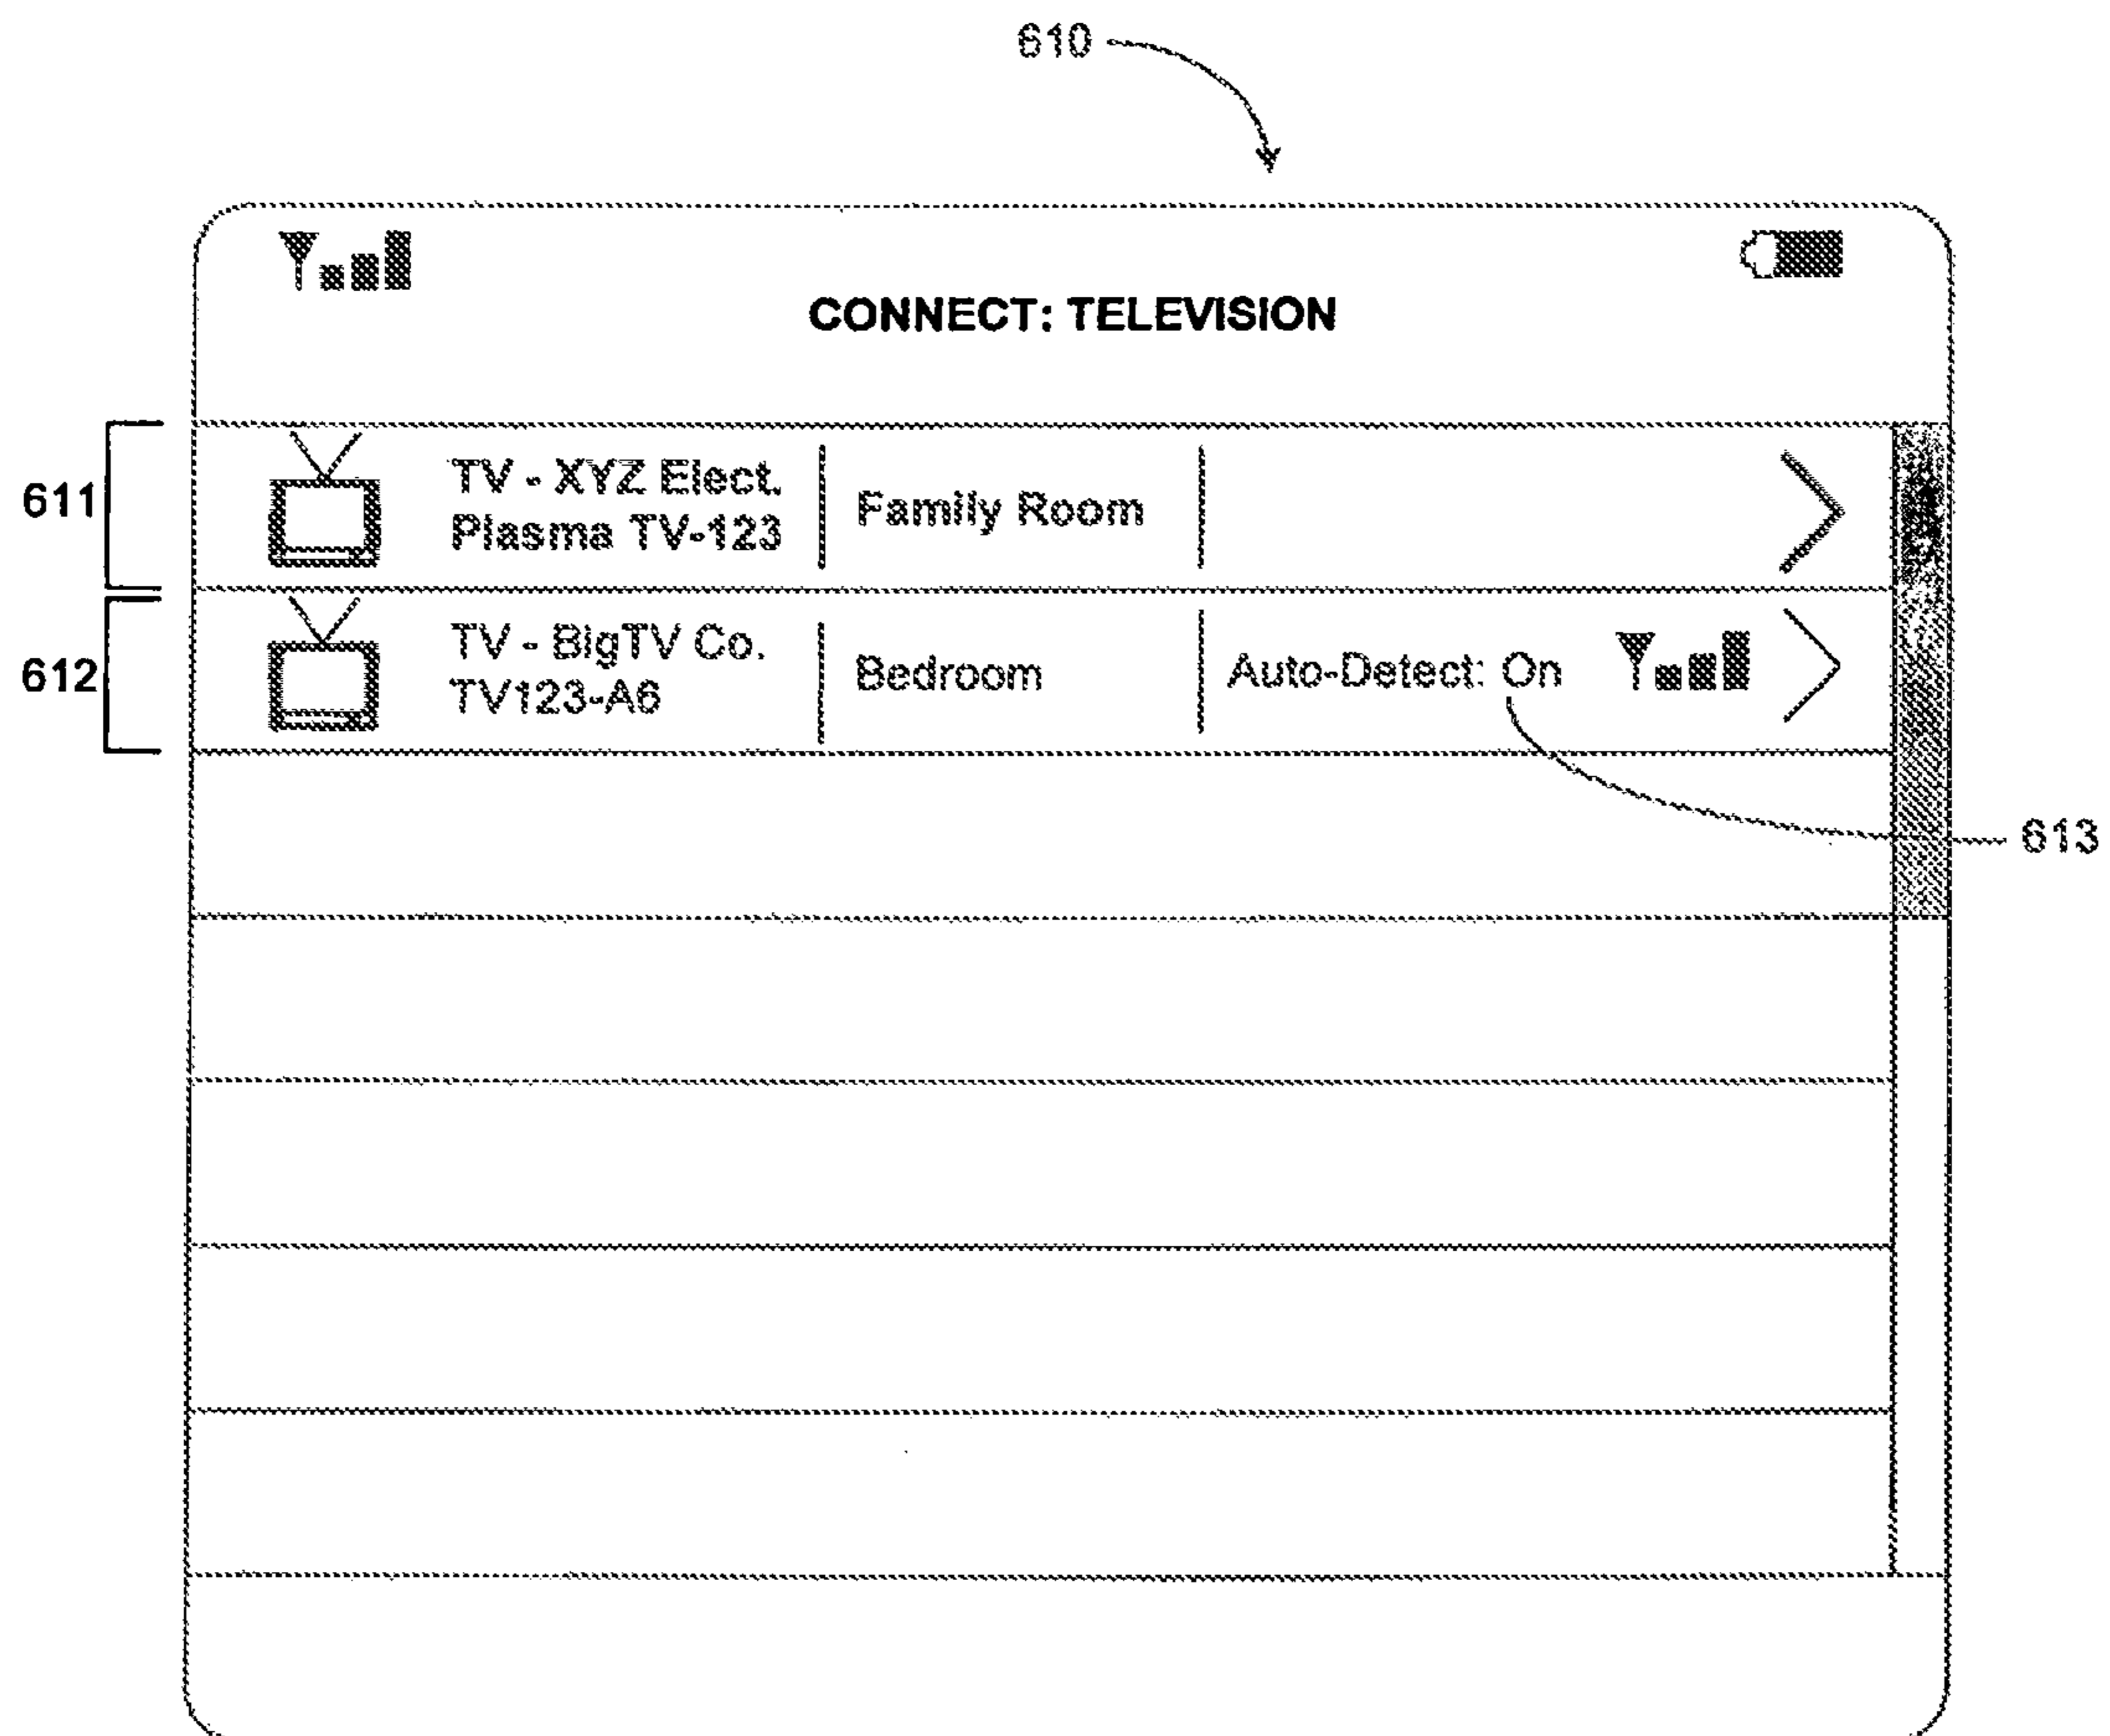 610
CONNECT: TELEVISION
611
TV - XYZ Elect.
Plasma TV-123
Family Room
612
TV - BigTV Co.
TV123-A6
Bedroom
Auto-Detect: On
613